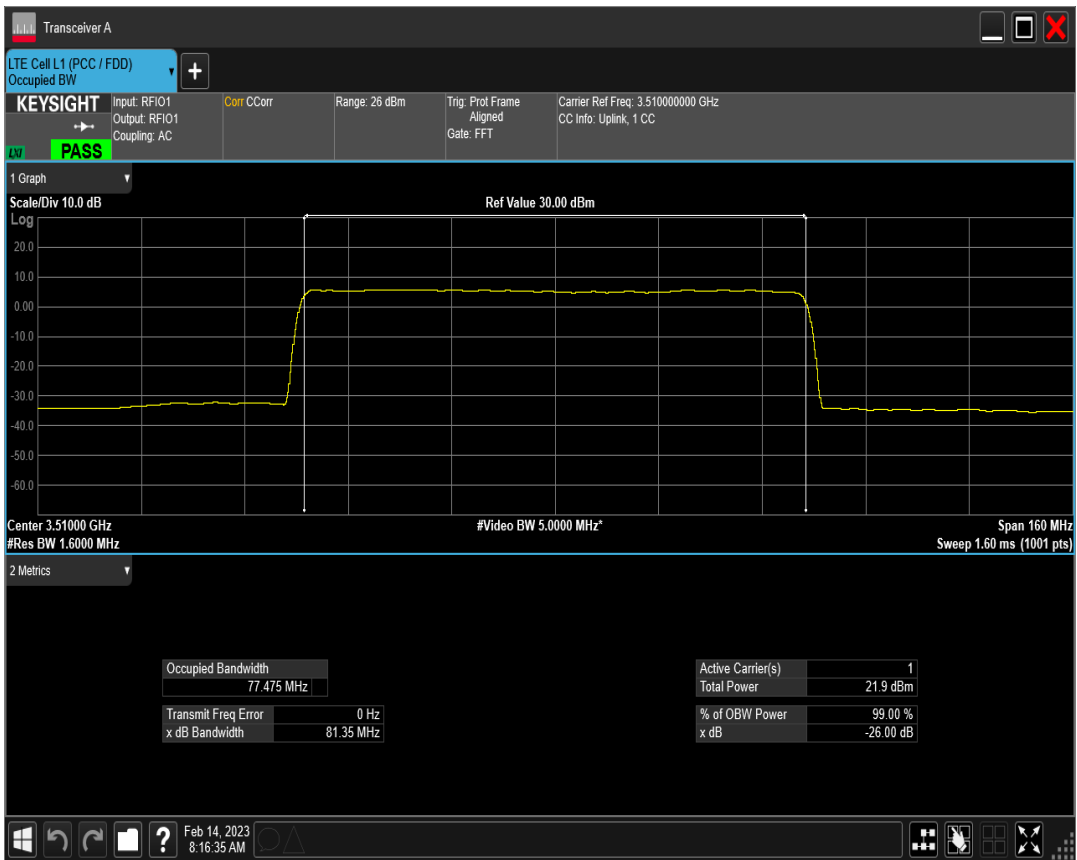 Transceiver A
LTE Cell L1 (PCC / FDD)
Occupied BW
+
KEYSIGHT
LXI
PASS
Input: RFIO1
Output: RFIO1
Coupling: AC
Corr CCorr
Range: 26 dBm
Trig: Prot Frame
Aligned
Gate: FFT
Carrier Ref Freq: 3.510000000 GHz
CC Info: Uplink, 1 CC
1 Graph
Scale/Div 10.0 dB
Ref Value 30.00 dBm
Log
20.0
10.0
0.00
-10.0
-20.0
-30.0
-40.0
-50.0
-60.0
Center 3.51000 GHz
#Video BW 5.0000 MHz*
Span 160 MHz
#Res BW 1.6000 MHz
Sweep 1.60 ms (1001 pts)
2 Metrics
Occupied Bandwidth
77.475 MHz
Transmit Freq Error 0 Hz
x dB Bandwidth 81.35 MHz
Active Carrier(s) 1
Total Power 21.9 dBm
% of OBW Power 99.00 %
x dB -26.00 dB
?
Feb 14, 2023
8:16:35 AM